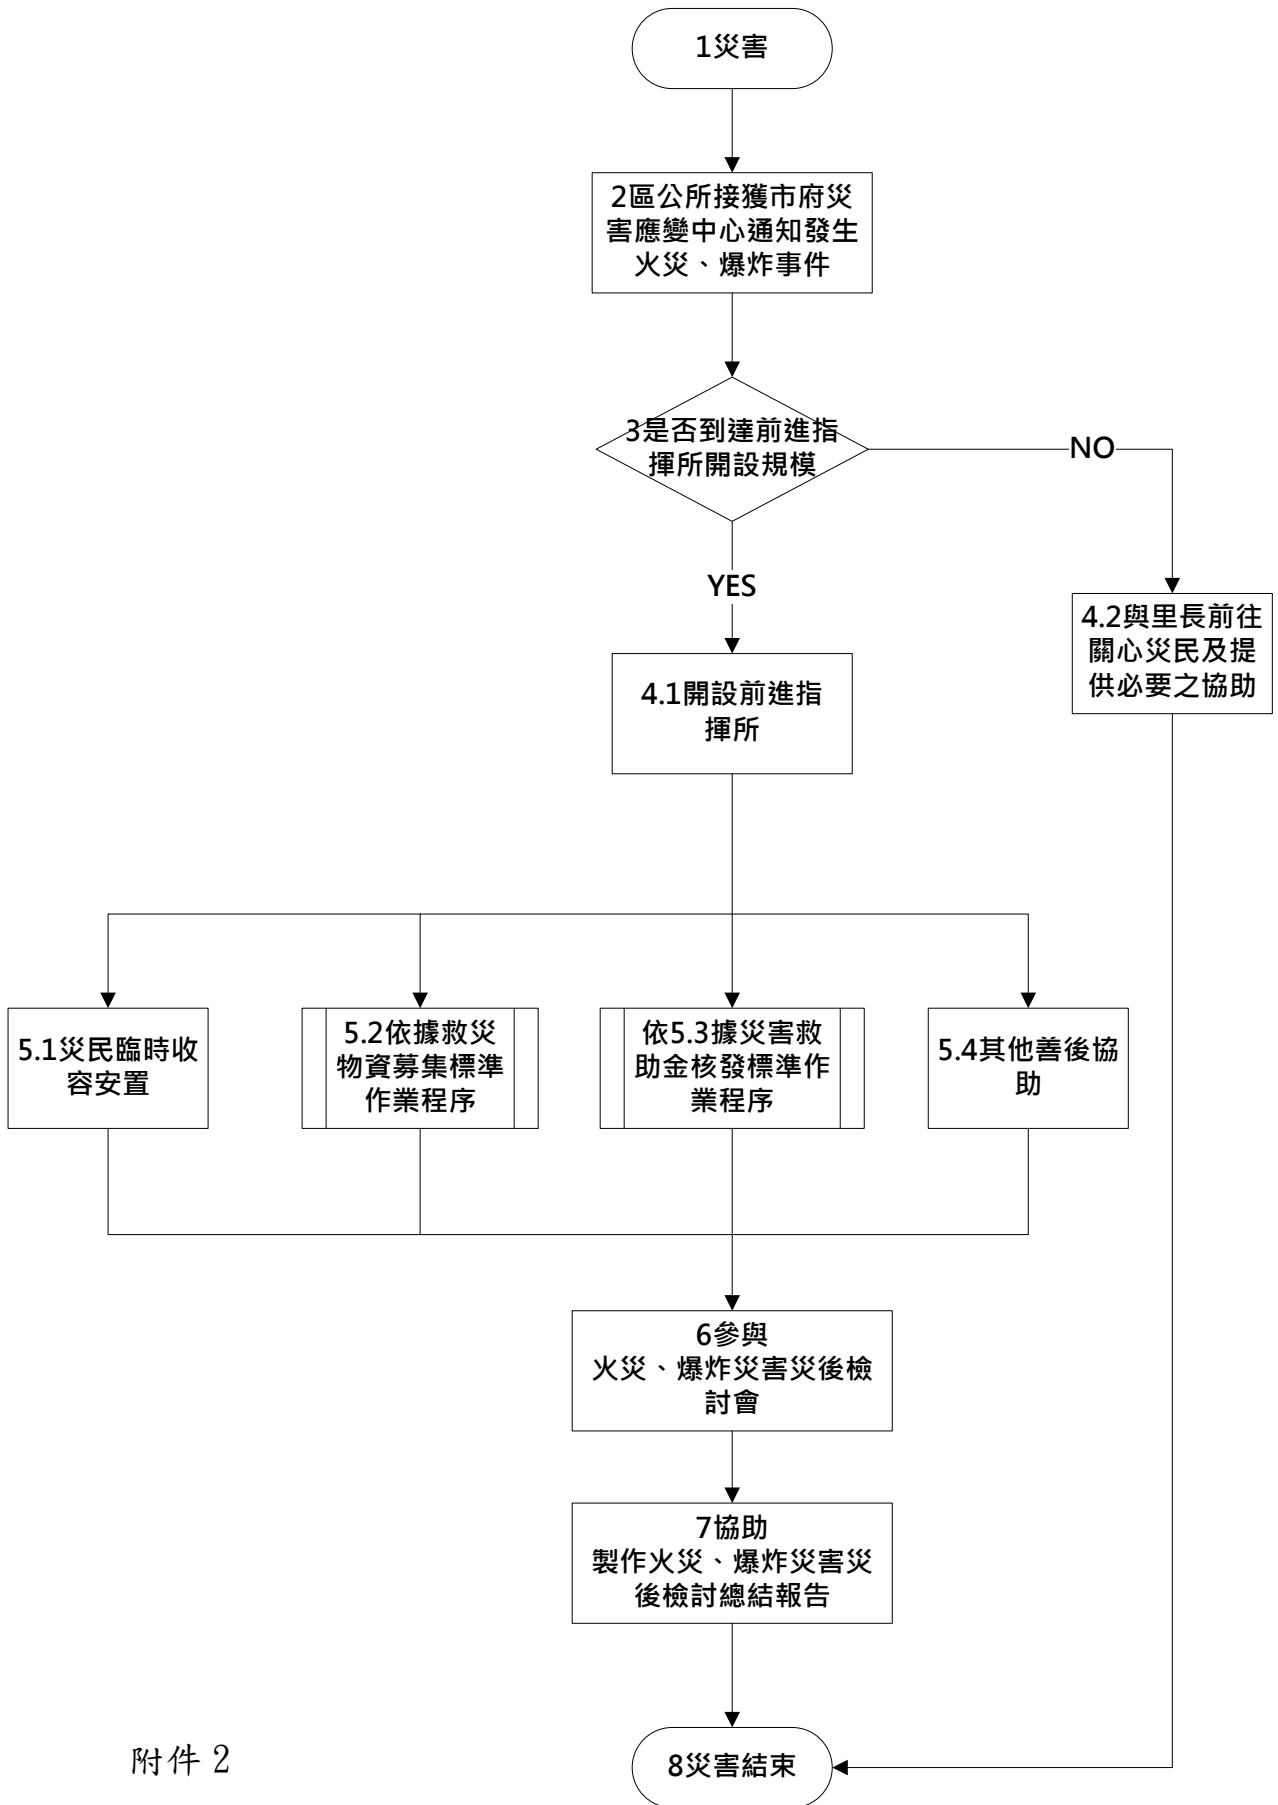 1災害
2區公所接獲市府災
害應變中心通知發生
火災、爆炸事件
3是否到達前進指
揮所開設規模
NO
YES
4.2與里長前往
關心災民及提
供必要之協助
4.1開設前進指
揮所
5.1災民臨時收
容安置
5.2依據救災
物資募集標準
作業程序
依5.3據災害救
助金核發標準作
業程序
5.4其他善後協
助
6參與
火災、爆炸災害災後檢
討會
7協助
製作火災、爆炸災害災
後檢討總結報告
8災害結束
附件 2